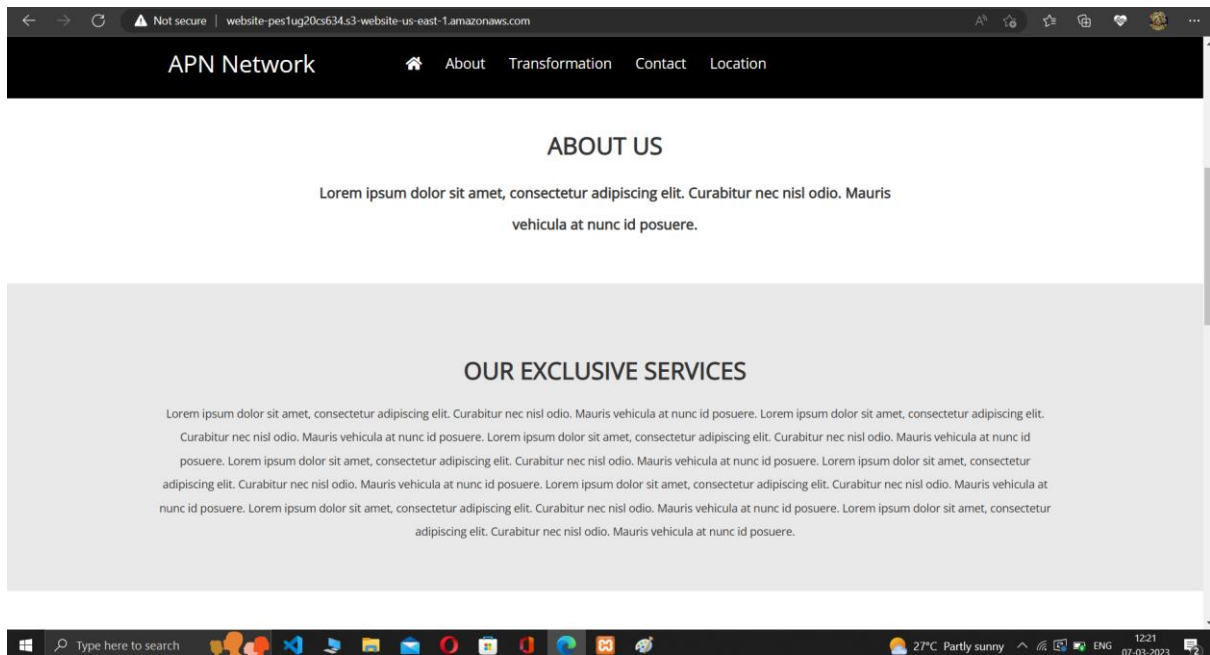 Not secure | website-pes1ug20cs634.s3-website-us-east-1.amazonaws.com
APN Network About Transformation Contact Location
ABOUT US
Lorem ipsum dolor sit amet, consectetur adipiscing elit. Curabitur nec nisl odio. Mauris
vehicula at nunc id posuere.
OUR EXCLUSIVE SERVICES
Lorem ipsum dolor sit amet, consectetur adipiscing elit. Curabitur nec nisl odio. Mauris vehicula at nunc id posuere. Lorem ipsum dolor sit amet, consectetur adipiscing elit.
Curabitur nec nisl odio. Mauris vehicula at nunc id posuere. Lorem ipsum dolor sit amet, consectetur adipiscing elit. Curabitur nec nisl odio. Mauris vehicula at nunc id
posuere. Lorem ipsum dolor sit amet, consectetur adipiscing elit. Curabitur nec nisl odio. Mauris vehicula at nunc id posuere. Lorem ipsum dolor sit amet, consectetur
adipiscing elit. Curabitur nec nisl odio. Mauris vehicula at nunc id posuere. Lorem ipsum dolor sit amet, consectetur adipiscing elit. Curabitur nec nisl odio. Mauris vehicula at
nunc id posuere. Lorem ipsum dolor sit amet, consectetur adipiscing elit. Curabitur nec nisl odio. Mauris vehicula at nunc id posuere. Lorem ipsum dolor sit amet, consectetur
adipiscing elit. Curabitur nec nisl odio. Mauris vehicula at nunc id posuere.
Type here to search 27°C Partly sunny ENG 12:21
07-03-2023